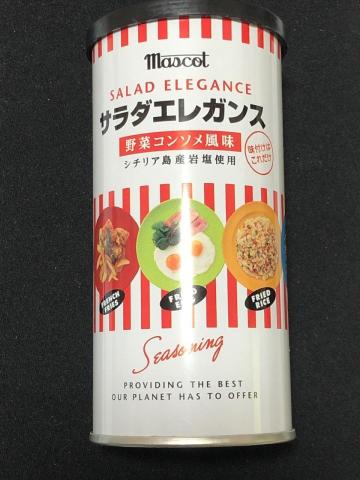 mascot
SALAD ELEGANCE
サラダエレガンス
野菜コンソメ風味
味付けは
これだけ
シチリア島産岩塩使用
FRENCH
FRIES
FRIED
EGG
FRIED
RICE
Seasoning
PROVIDING THE BEST
OUR PLANET HAS TO OFFER